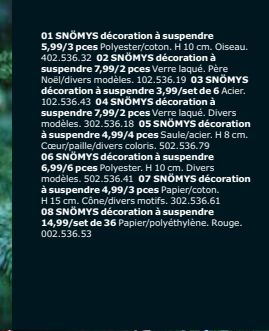 01 SNÖMYS décoration à suspendre
5,99/3 pces Polyester/coton. H 10 cm. Oiseau.
402.536.32 02 SNÖMYS décoration à
suspendre 7,99/2 pces Verre laqué. Père
Noël/divers modèles. 102.536.19 03 SNÖMYS
décoration à suspendre 3,99/set de 6 Acier.
102.536.43 04 SNÖMYS décoration à
suspendre 7,99/2 pces Verre laqué. Divers
modèles. 302.536.18 05 SNÖMYS décoration
à suspendre 4,99/4 pces Saule/acier. H 8 cm.
Cœur/paille/divers coloris. 502.536.79
06 SNÖMYS décoration à suspendre
6,99/6 pces Polyester. H 10 cm. Divers
modèles. 502.536.41 07 SNÖMYS décoration
à suspendre 4,99/3 pces Papier/coton.
H 15 cm. Cône/divers motifs. 302.536.61
08 SNÖMYS décoration à suspendre
14,99/set de 36 Papier/polyéthylène. Rouge.
002.536.53